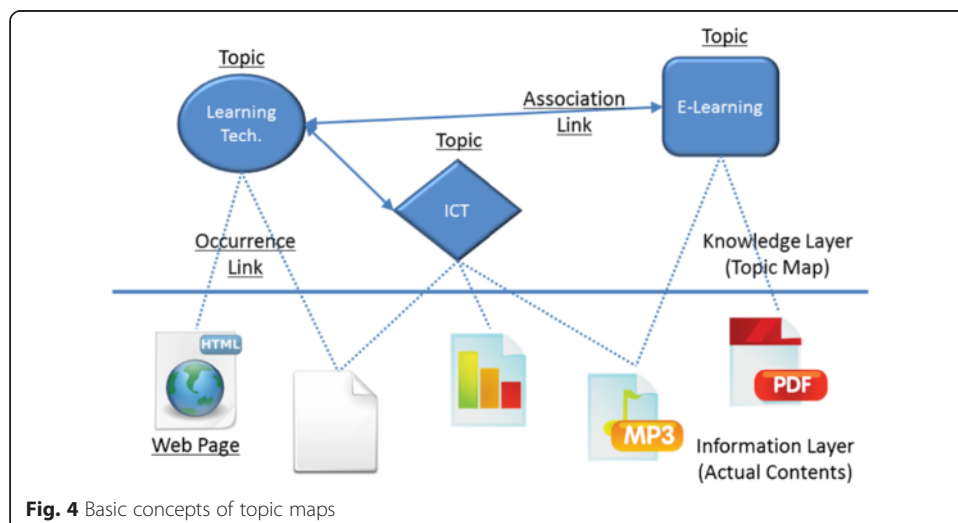 Topic
Topic
Learning
Tech.
Association
Link
E-Learning
Topic
ICT
Occurrence
Link
Knowledge Layer
(Topic Map)
HTML
Web Page
MP3
PDF
Information Layer
(Actual Contents)
Fig. 4 Basic concepts of topic maps